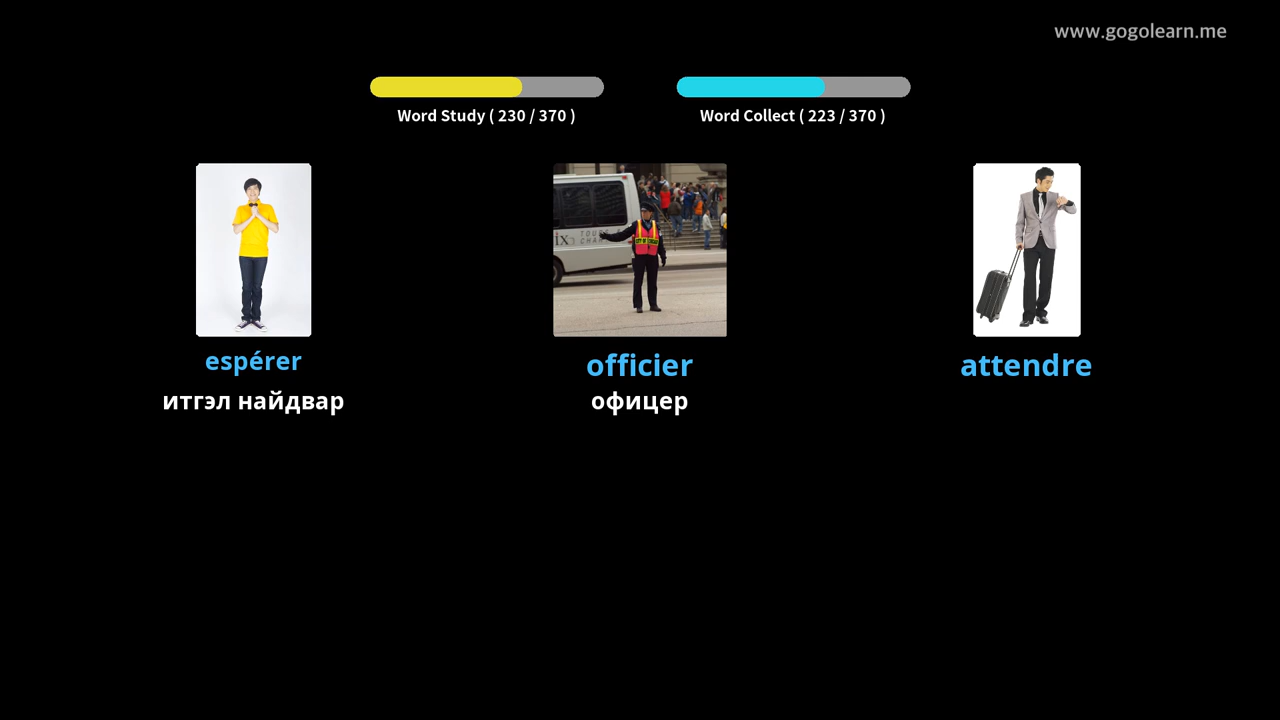 www.gogolearn.me
Word Study ( 230 / 370 )
Word Collect ( 223 / 370 )
espérer
officier
attendre
итгэл найдвар
офицер